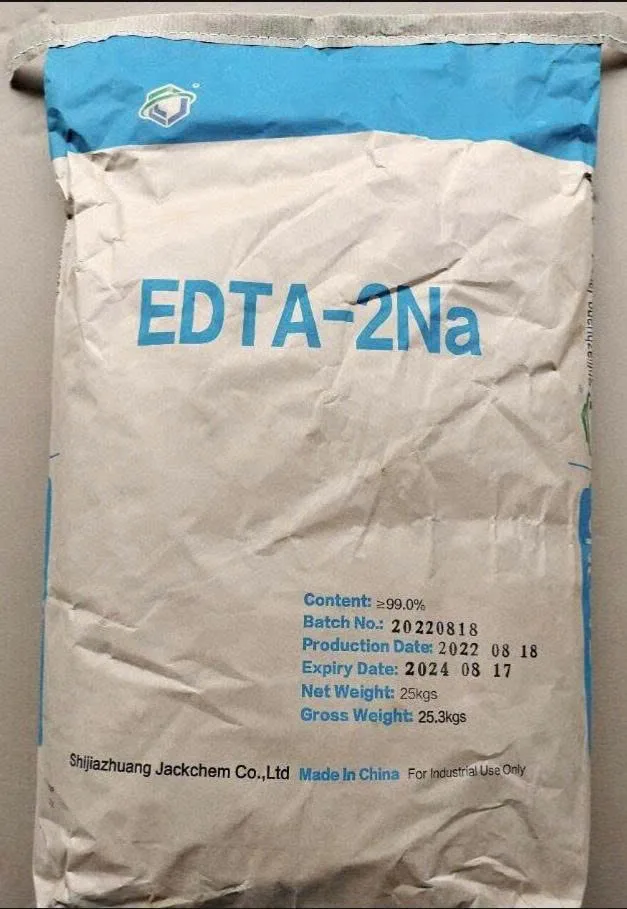 EDTA-2Na
Content: ≥99.0%
Batch No.: 20220818
Production Date: 2022 08 18
Expiry Date: 2024 08 17
Net Weight: 25kgs
Gross Weight: 25.3kgs
Shijiazhuang Jackchem Co.,Ltd Made In China For Industrial Use Only